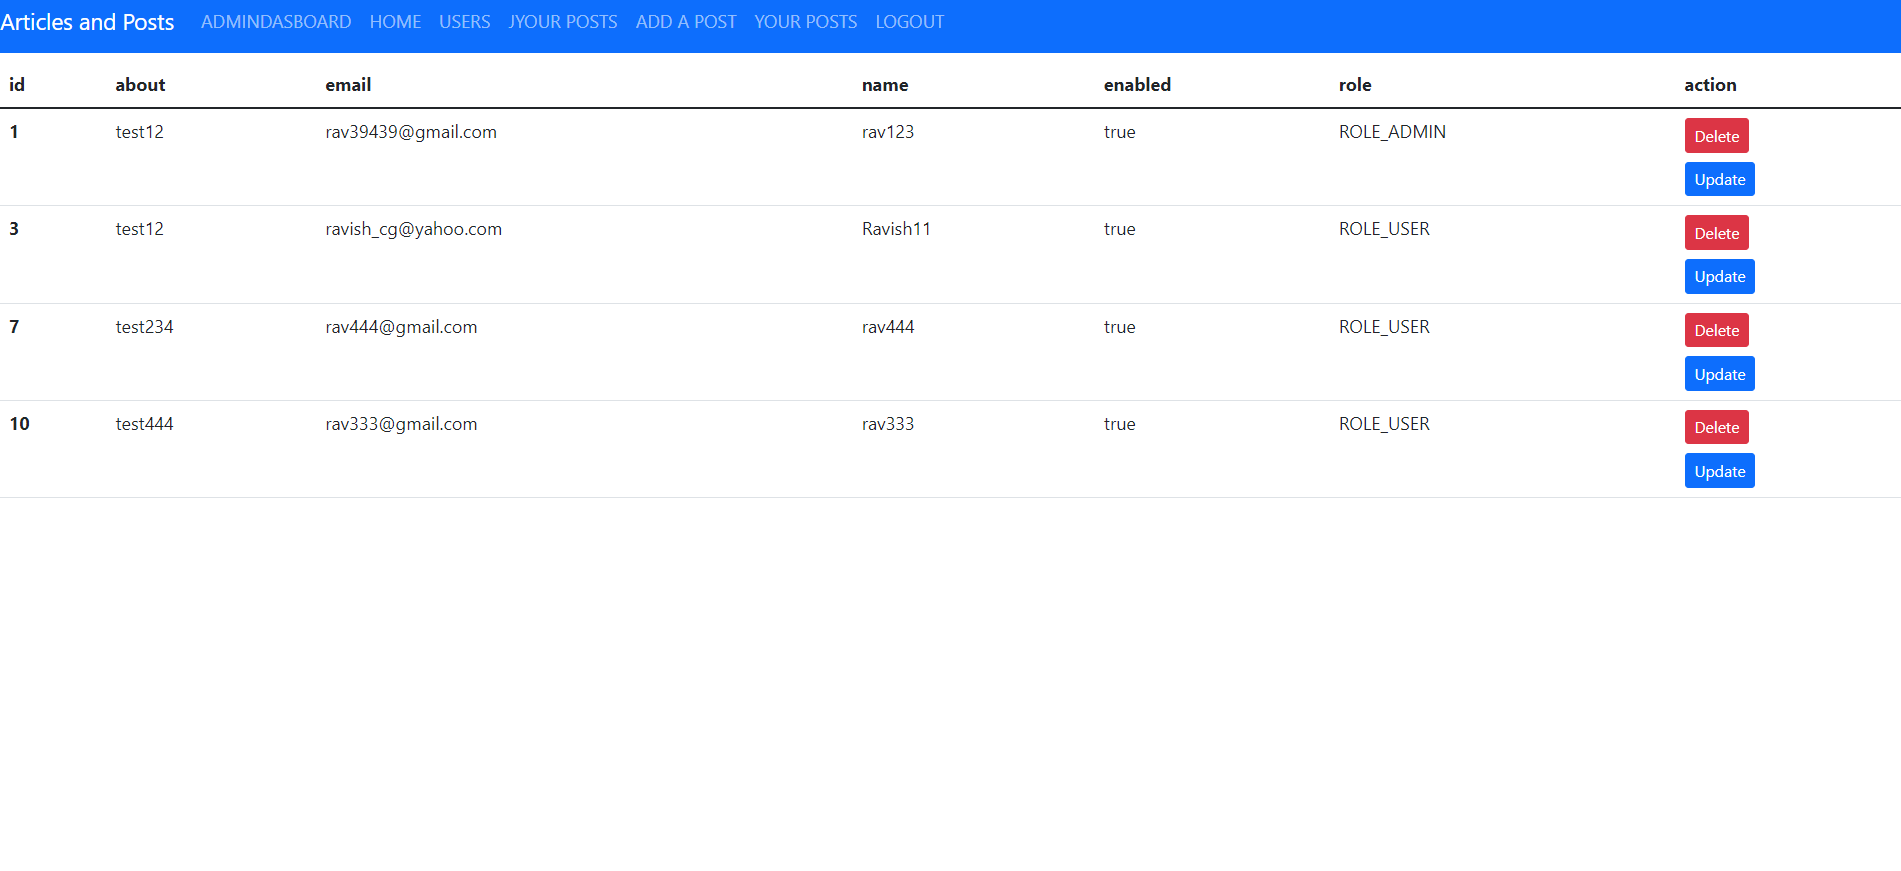 Articles and Posts ADMINDASBOARD HOME USERS JYOUR POSTS ADD A POST YOUR POSTS LOGOUT
id about email name enabled role action
1 test12 rav39439@gmail.com rav123 true ROLE_ADMIN Delete
Update
3 test12 ravish_cg@yahoo.com Ravish11 true ROLE_USER Delete
Update
7 test234 rav444@gmail.com rav444 true ROLE_USER Delete
Update
10 test444 rav333@gmail.com rav333 true ROLE_USER Delete
Update